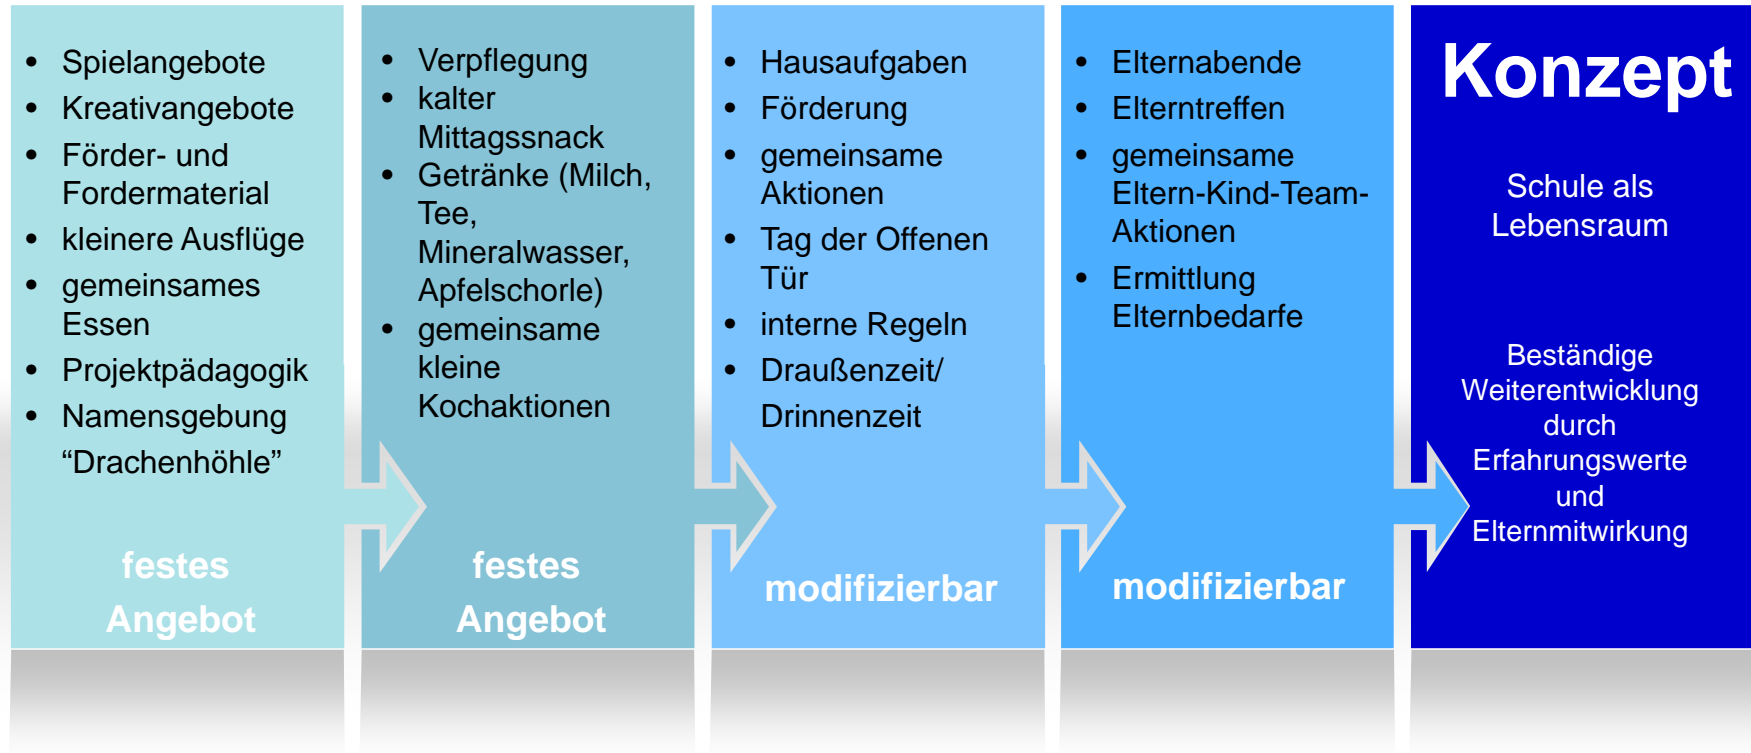 • Spielangebote
• Kreativangebote
• Förder- und
Fordermaterial
• kleinere Ausflüge
• gemeinsames
Essen
• Projektpädagogik
• Namensgebung
“Drachenhöhle”
festes
Angebot
• Verpflegung
• kalter
Mittagssnack
• Getränke (Milch,
Tee,
Mineralwasser,
Apfelschorle)
• gemeinsame
kleine
Kochaktionen
festes
Angebot
• Hausaufgaben
• Förderung
• gemeinsame
Aktionen
• Tag der Offenen
Tür
• interne Regeln
• Draußenzeit/
Drinnenzeit
modifizierbar
• Elternabende
• Elterntreffen
• gemeinsame
Eltern-Kind-Team-
Aktionen
• Ermittlung
Elternbedarfe
modifizierbar
Konzept
Schule als
Lebensraum
Beständige
Weiterentwicklung
durch
Erfahrungswerte
und
Elternmitwirkung